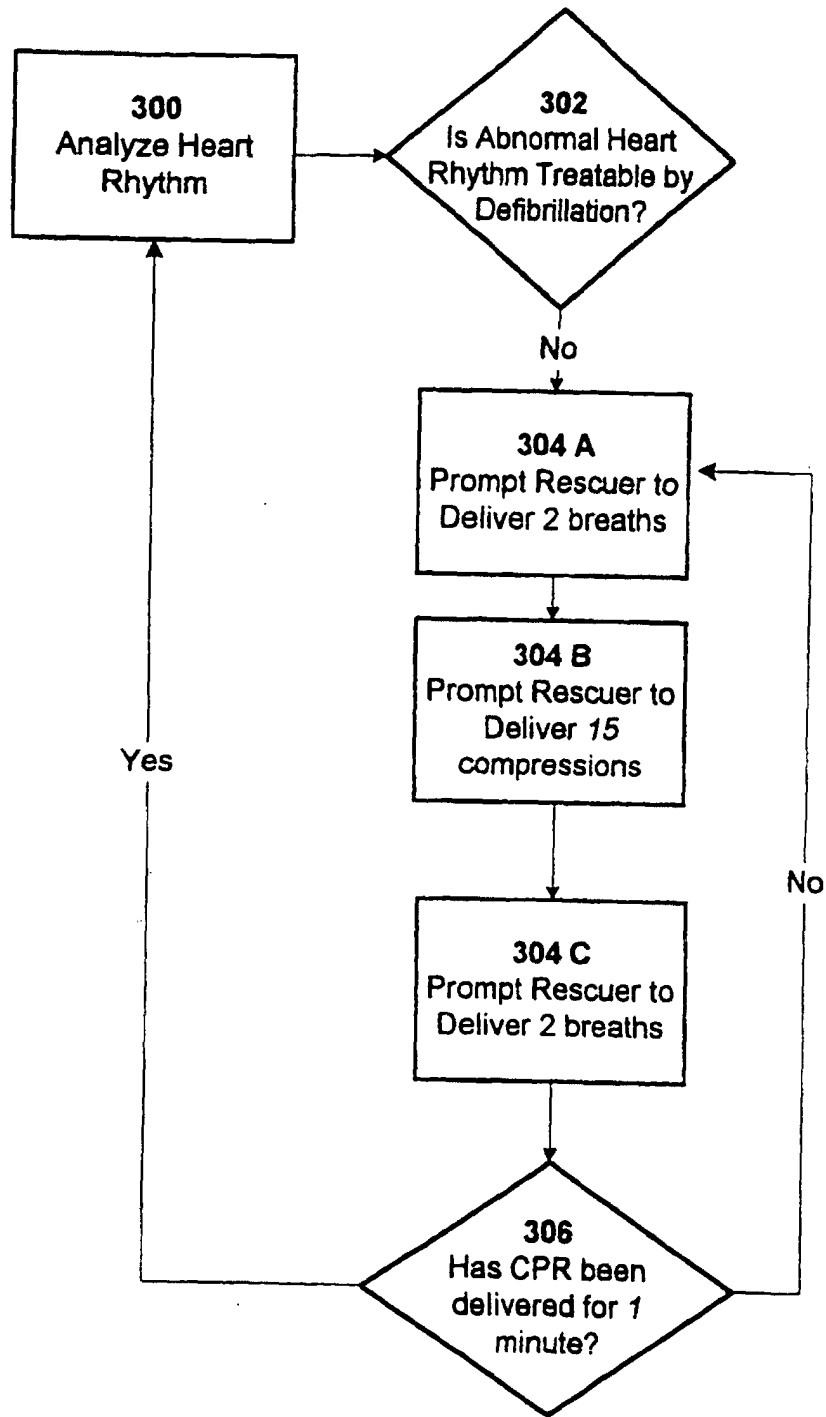 300
Analyze Heart
Rhythm
302
Is Abnormal Heart
Rhythm Treatable by
Defibrillation?
No
304 A
Prompt Rescuer to
Deliver 2 breaths
304 B
Prompt Rescuer to
Deliver 15
compressions
Yes
No
304 C
Prompt Rescuer to
Deliver 2 breaths
306
Has CPR been
delivered for 1
minute?